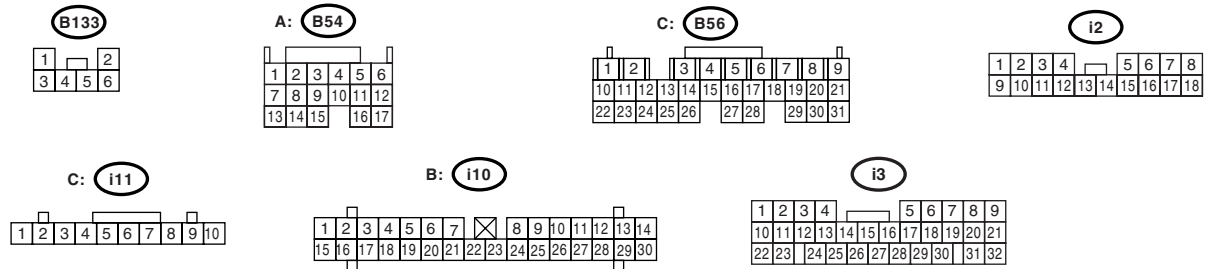 B133
1 2
3 4 5 6
A: B54
1 2 3 4 5 6
7 8 9 10 11 12
13 14 15 16 17
C: B56
1 2 3 4 5 6 7 8 9
10 11 12 13 14 15 16 17 18 19 20 21
22 23 24 25 26 27 28 29 30 31
i2
1 2 3 4 5 6 7 8
9 10 11 12 13 14 15 16 17 18
C: i11
1 2 3 4 5 6 7 8 9 10
B: i10
1 2 3 4 5 6 7 8 9 10 11 12 13 14
15 16 17 18 19 20 21 22 23 24 25 26 27 28 29 30
i3
1 2 3 4 5 6 7 8 9
10 11 12 13 14 15 16 17 18 19 20 21
22 23 24 25 26 27 28 29 30 31 32